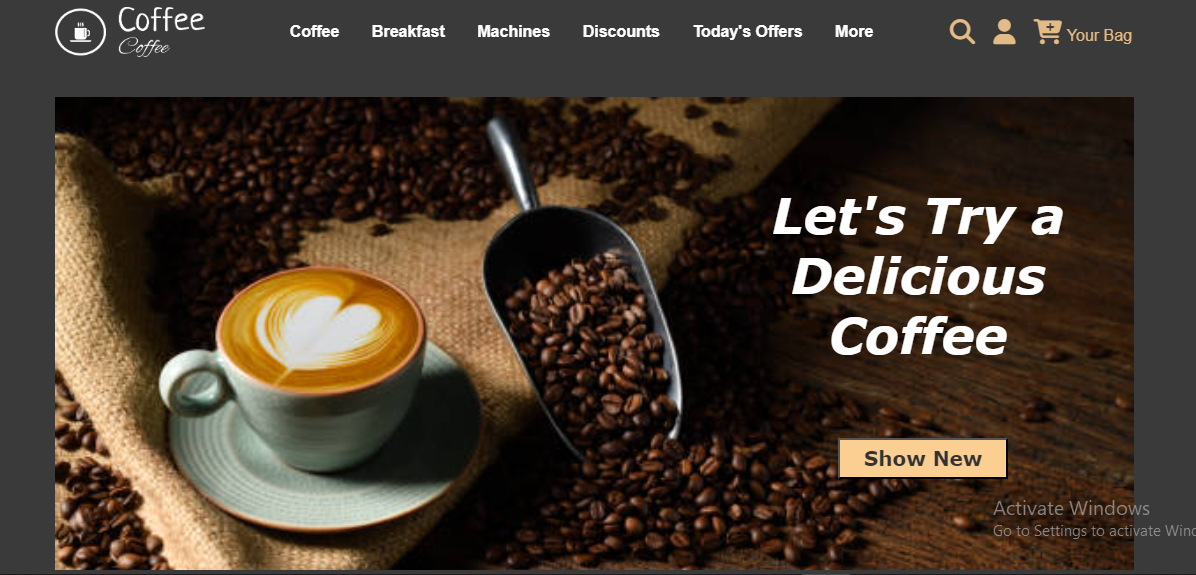 Coffee
Coffee
Coffee Breakfast Machines Discounts Today's Offers More
Your Bag
Let's Try a
Delicious
Coffee
Show New
Activate Windows
Go to Settings to activate Win